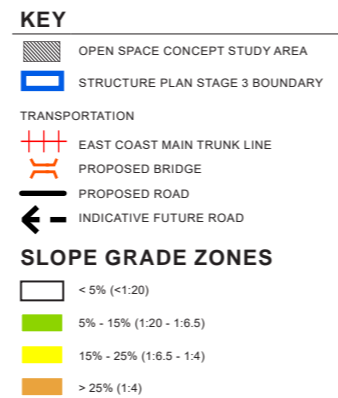 KEY
OPEN SPACE CONCEPT STUDY AREA
STRUCTURE PLAN STAGE 3 BOUNDARY
TRANSPORTATION
EAST COAST MAIN TRUNK LINE
PROPOSED BRIDGE
PROPOSED ROAD
INDICATIVE FUTURE ROAD
SLOPE GRADE ZONES
< 5% (<1:20)
5% - 15% (1:20 - 1:6.5)
15% - 25% (1:6.5 - 1:4)
> 25% (1:4)